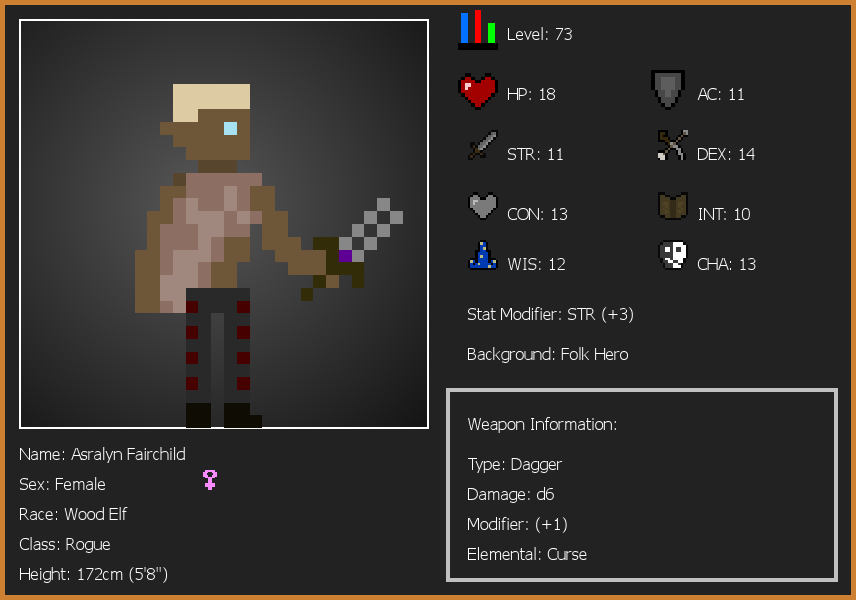 Level: 73
HP: 18
AC: 11
STR: 11
DEX: 14
CON: 13
INT: 10
WIS: 12
CHA: 13
Stat Modifier: STR (+3)
Background: Folk Hero
Weapon Information:
Type: Dagger
Damage: d6
Modifier: (+1)
Elemental: Curse
Name: Asralyn Fairchild
Sex: Female
Race: Wood Elf
Class: Rogue
Height: 172cm (5'8")